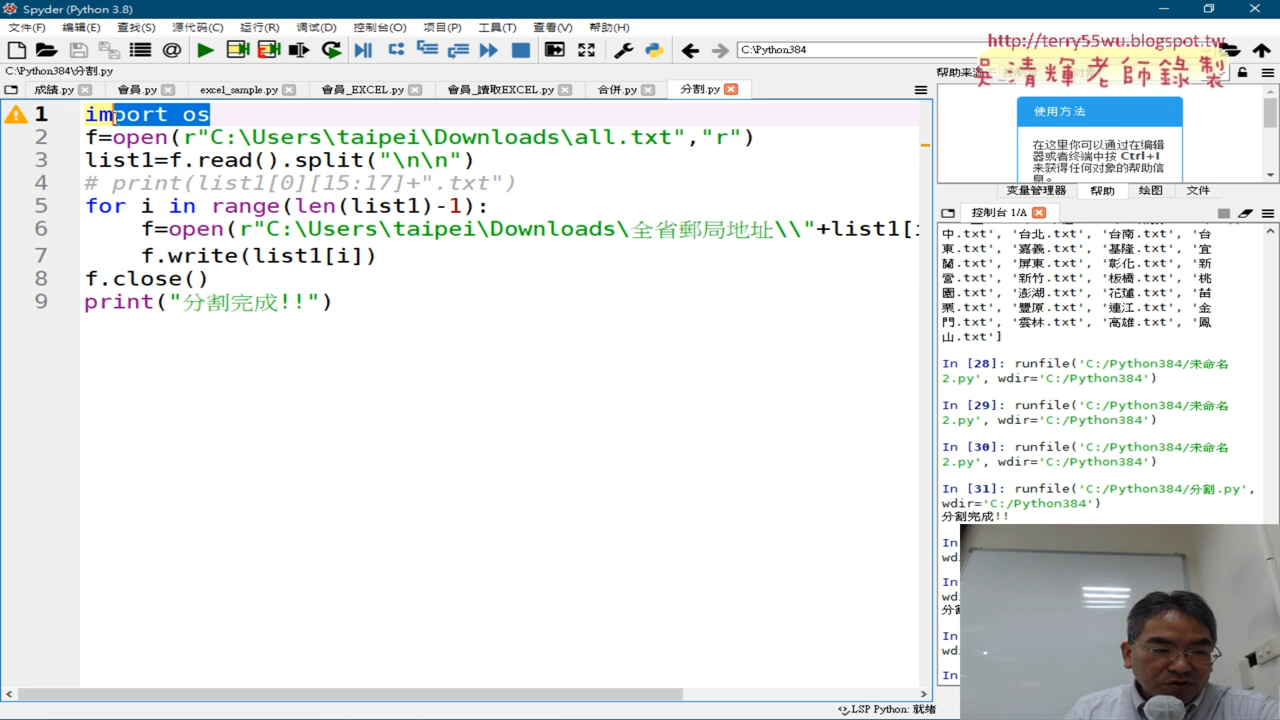 Spyder (Python 3.8)
文件(F) 编辑(E) 查找(S) 源代码(C) 运行(R) 调试(D) 控制台(O) 项目(P) 工具(T) 查看(V) 帮助(H)
C:\Python384
http://terry55wu.blogspot.tw
吳清輝老師錄製
C:\Python384\分割.py
帮助来源
成績.py 會員.py excel_sample.py 會員_EXCEL.py 會員_讀取EXCEL.py 合併.py 分割.py
1 import os
2 f=open(r"C:\Users\taipei\Downloads\all.txt","r")
3 list1=f.read().split("\n\n")
4 # print(list1[0][15:17]+".txt")
5 for i in range(len(list1)-1):
6 f=open(r"C:\Users\taipei\Downloads\全省郵局地址\\"+list1[i
7 f.write(list1[i])
8 f.close()
9 print("分割完成!!")
使用方法
在这里你可以通过在编辑
器或者终端中按 Ctrl+I
来获得任何对象的帮助信
息。
变量管理器 帮助 绘图 文件
控制台 1/A
中.txt', '台北.txt', '台南.txt', '台
東.txt', '嘉義.txt', '基隆.txt', '宜
蘭.txt', '屏東.txt', '彰化.txt', '新
營.txt', '新竹.txt', '板橋.txt', '桃
園.txt', '澎湖.txt', '花蓮.txt', '苗
栗.txt', '豐原.txt', '連江.txt', '金
門.txt', '雲林.txt', '高雄.txt', '鳳
山.txt']
In [28]: runfile('C:/Python384/未命名
2.py', wdir='C:/Python384')
In [29]: runfile('C:/Python384/未命名
2.py', wdir='C:/Python384')
In [30]: runfile('C:/Python384/未命名
2.py', wdir='C:/Python384')
In [31]: runfile('C:/Python384/分割.py',
wdir='C:/Python384')
分割完成!!
In
wd
In
wd
分割
In
wd
In
LSP Python: 就绪